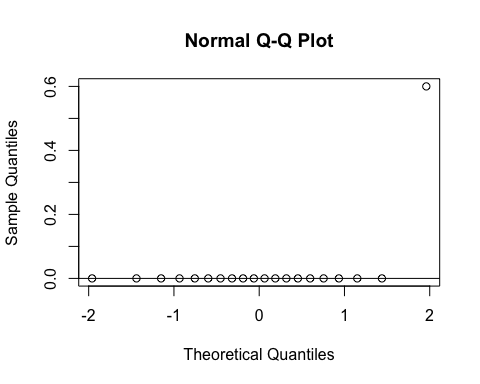 Normal Q-Q Plot
Sample Quantiles
0.6
0.4
0.2
0.0
-2 -1 0 1 2
Theoretical Quantiles